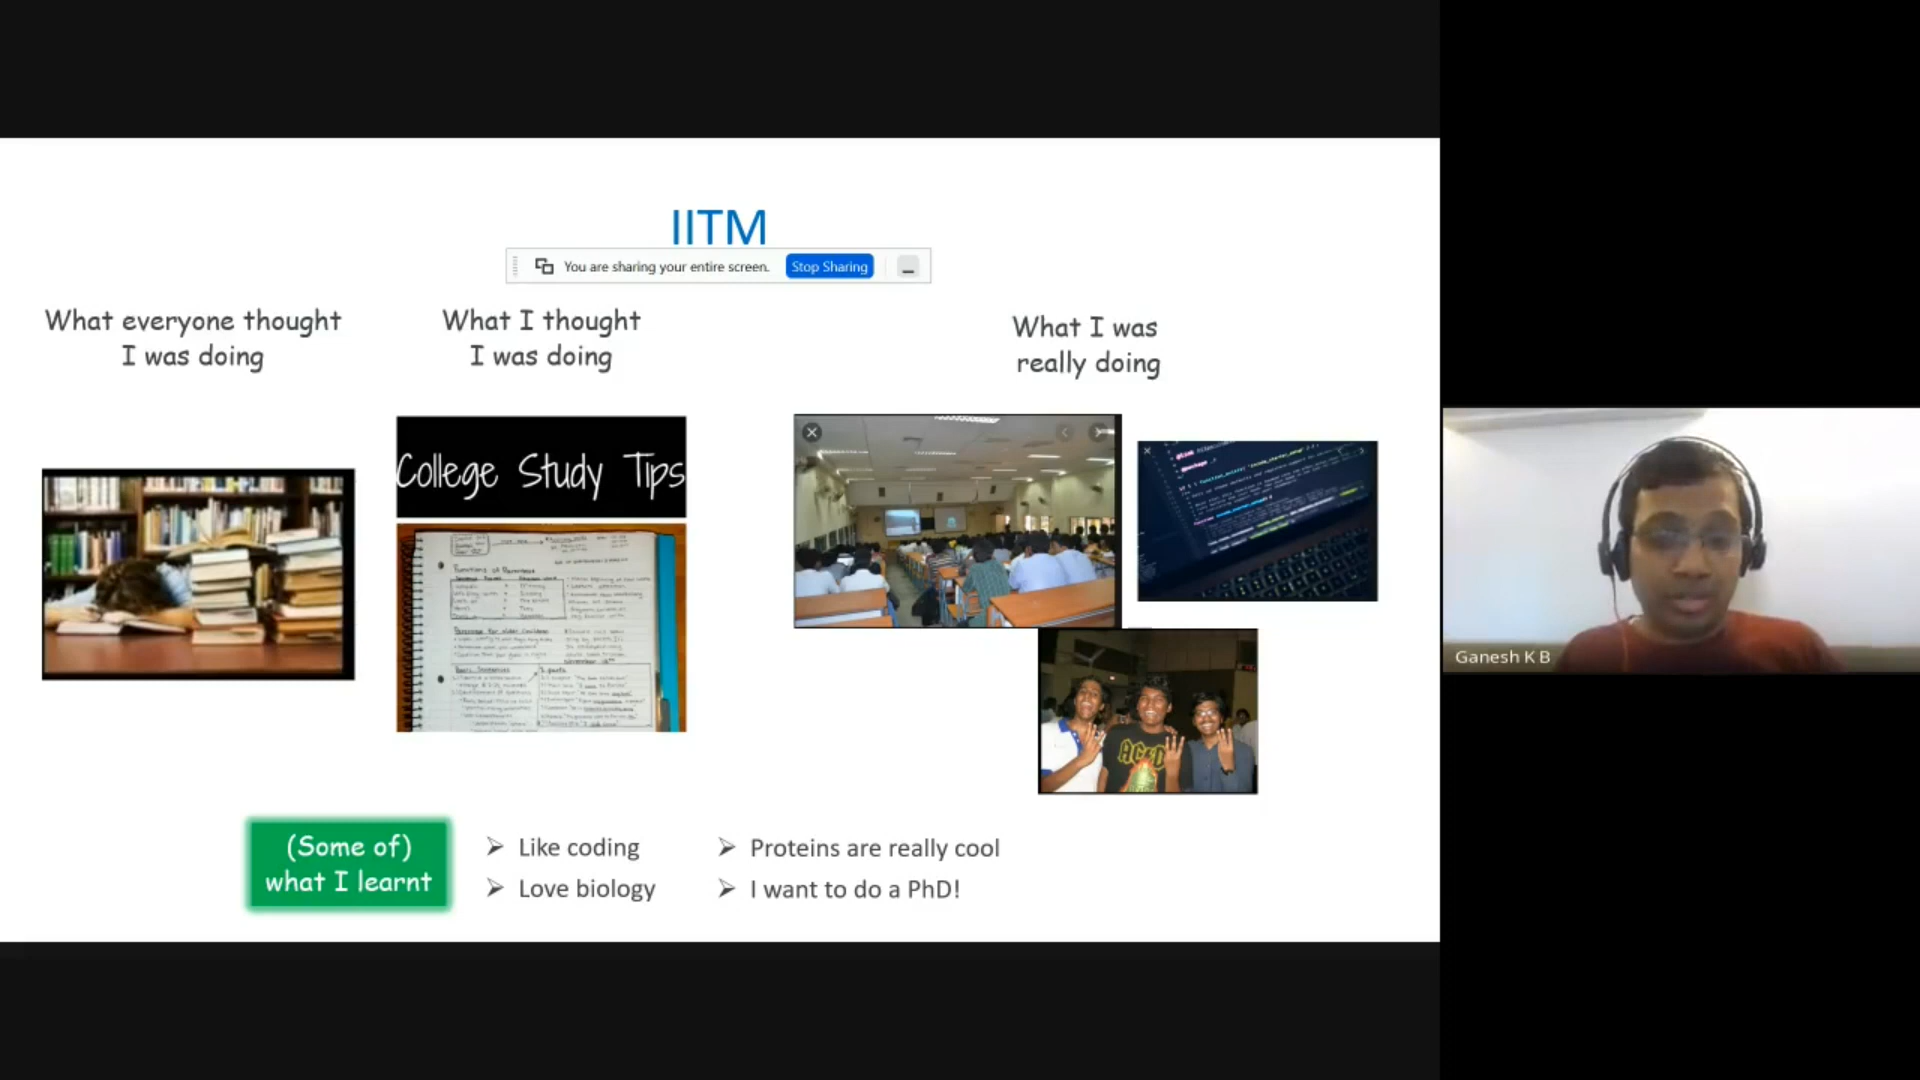 IITM
You are sharing your entire screen. Stop Sharing
What everyone thought
I was doing
What I thought
I was doing
What I was
really doing
College Study Tips
(Some of)
what I learnt
Like coding
Love biology
Proteins are really cool
I want to do a PhD!
Ganesh K B